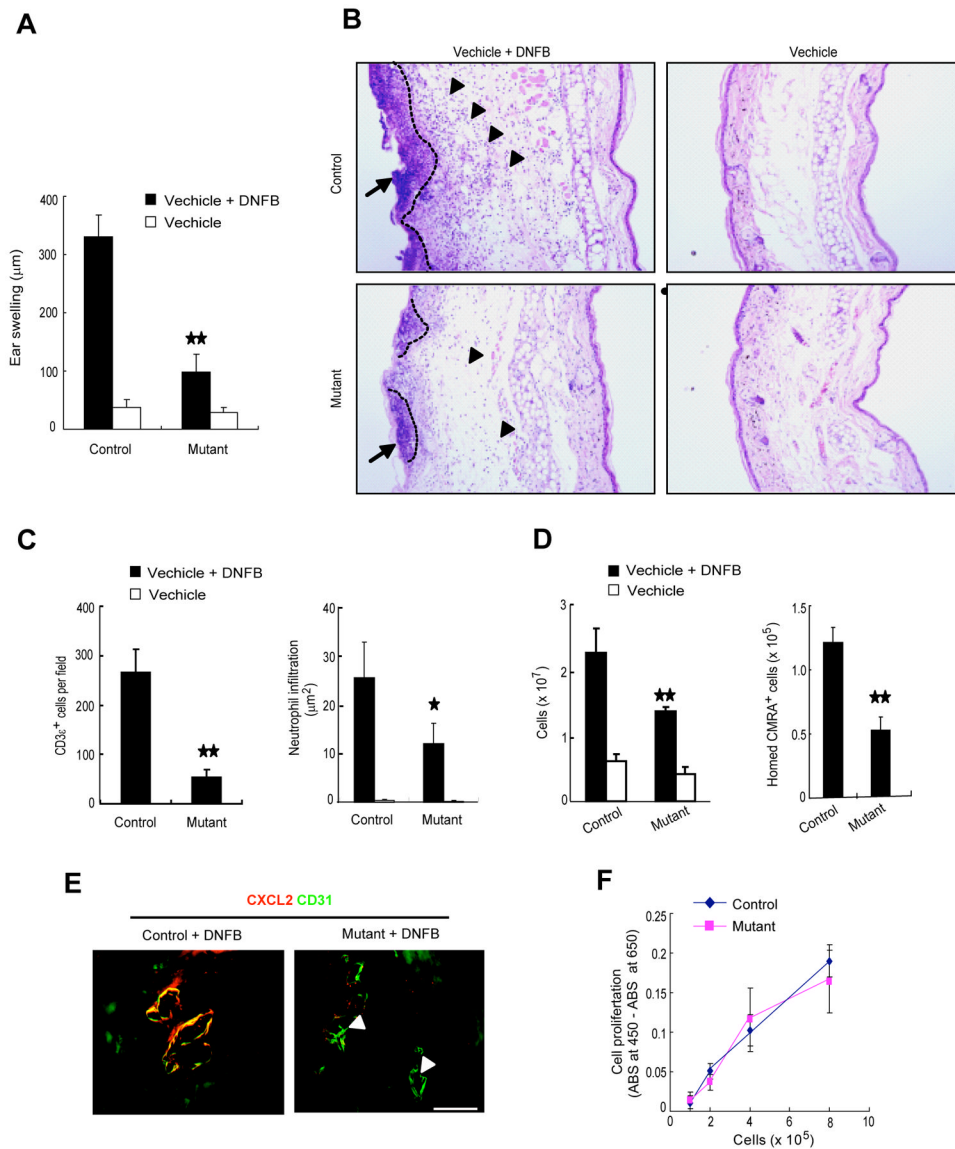 A
Vechicle + DNFB
Vechicle
Ear swelling (μm)
400
300
200
100
0
Control
Mutant
★★
B
Vechicle + DNFB
Vechicle
Control
Mutant
C
Vechicle + DNFB
Vechicle
CD3ε+ cells per field
400
300
200
100
0
Control
Mutant
★★
Neutrophil infiltration
(μm²)
40
30
20
10
0
Control
Mutant
★
D
Vechicle + DNFB
Vechicle
Cells (x 10⁷)
3
2
1
0
Control
Mutant
★★
Homed CMRA⁺ cells (x 10⁵)
1.5
1.0
0.5
0
Control
Mutant
★★
E
CXCL2 CD31
Control + DNFB
Mutant + DNFB
F
Control
Mutant
Cell prolifertation
(ABS at 450 - ABS at 650)
0.25
0.2
0.15
0.1
0.05
0
2
4
6
8
10
Cells (x 10⁵)